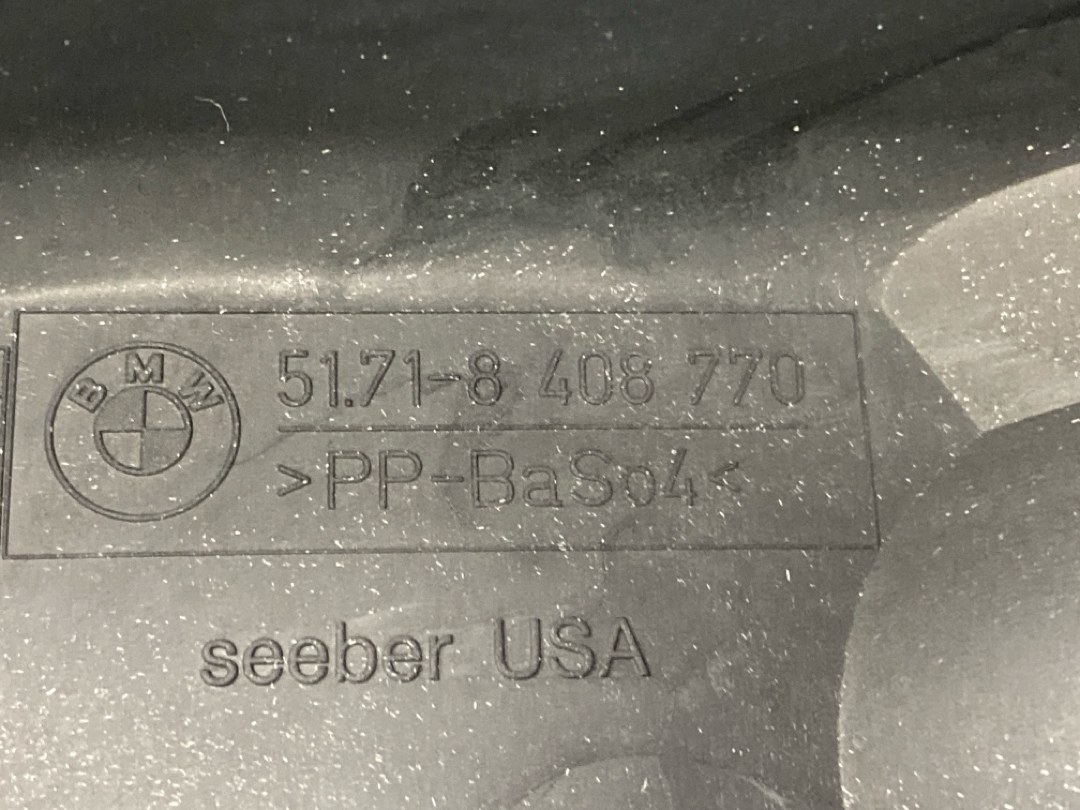 BMW
51.71-8 408 770
>PP-BaSo4<
seeber USA